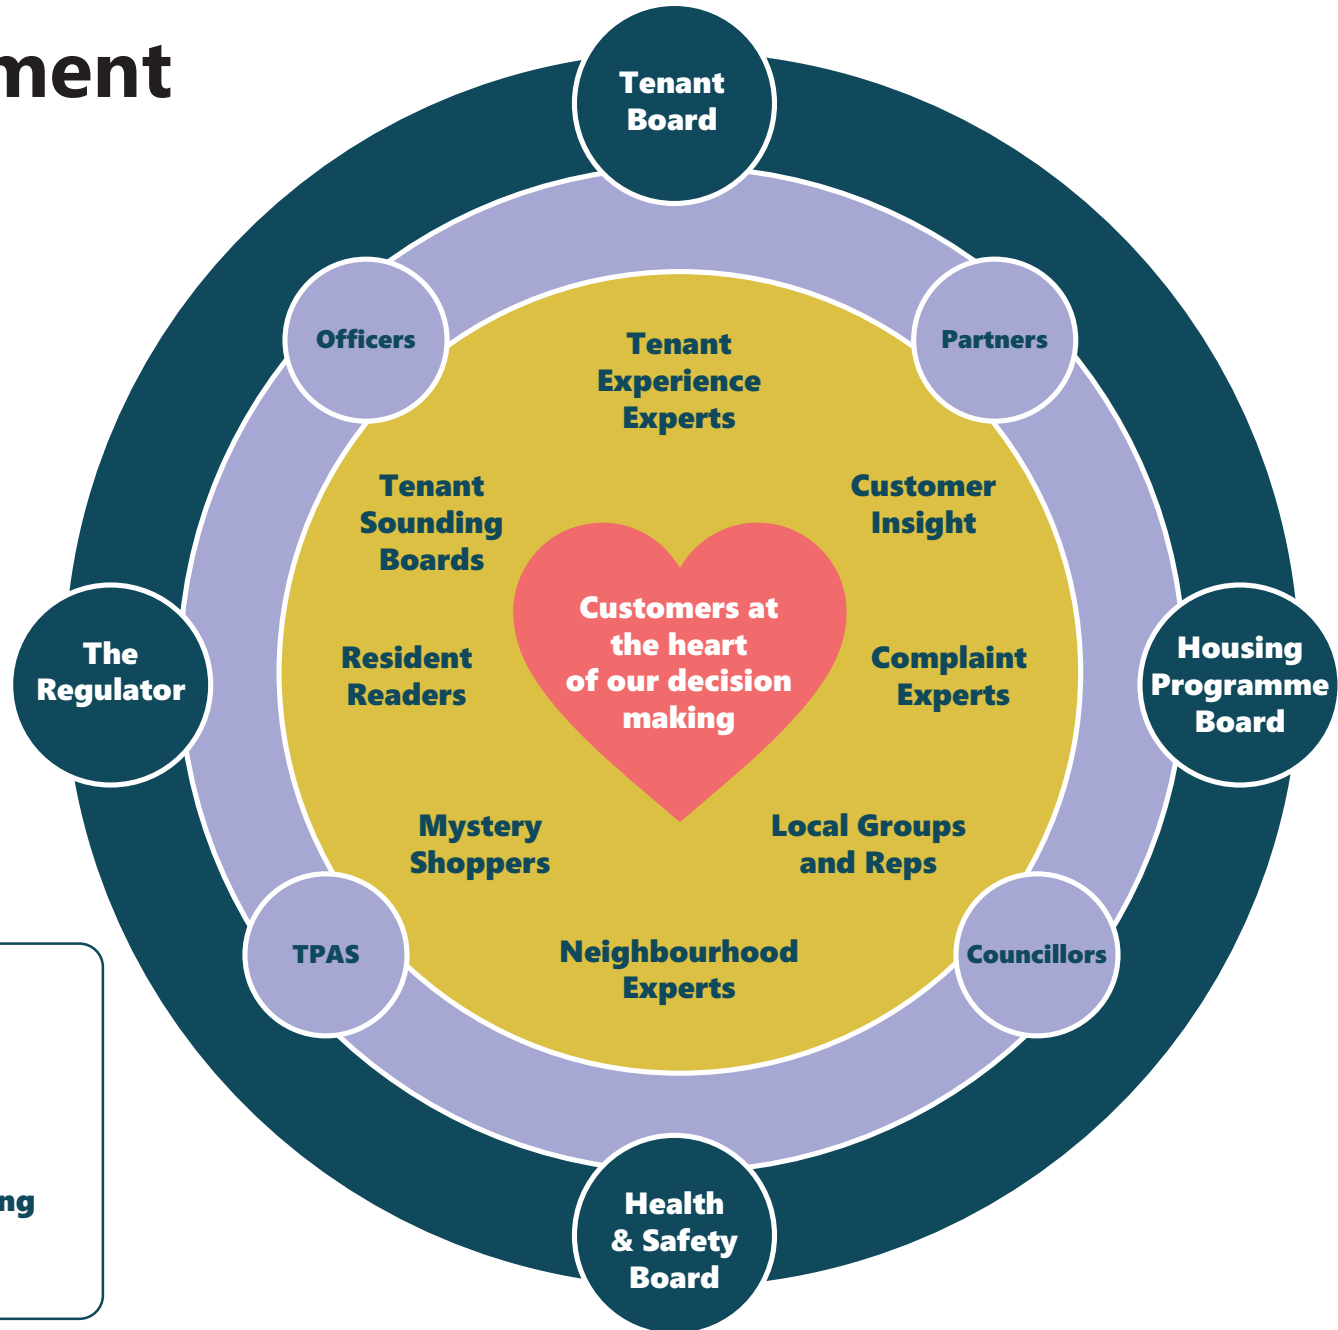 ment
Tenant
Board
Officers
Partners
Tenant
Experience
Experts
Tenant
Sounding
Boards
Customer
Insight
Customers at
the heart
of our decision
making
The
Regulator
Resident
Readers
Complaint
Experts
Housing
Programme
Board
Mystery
Shoppers
Local Groups
and Reps
TPAS
Neighbourhood
Experts
Councillors
ng
Health
& Safety
Board